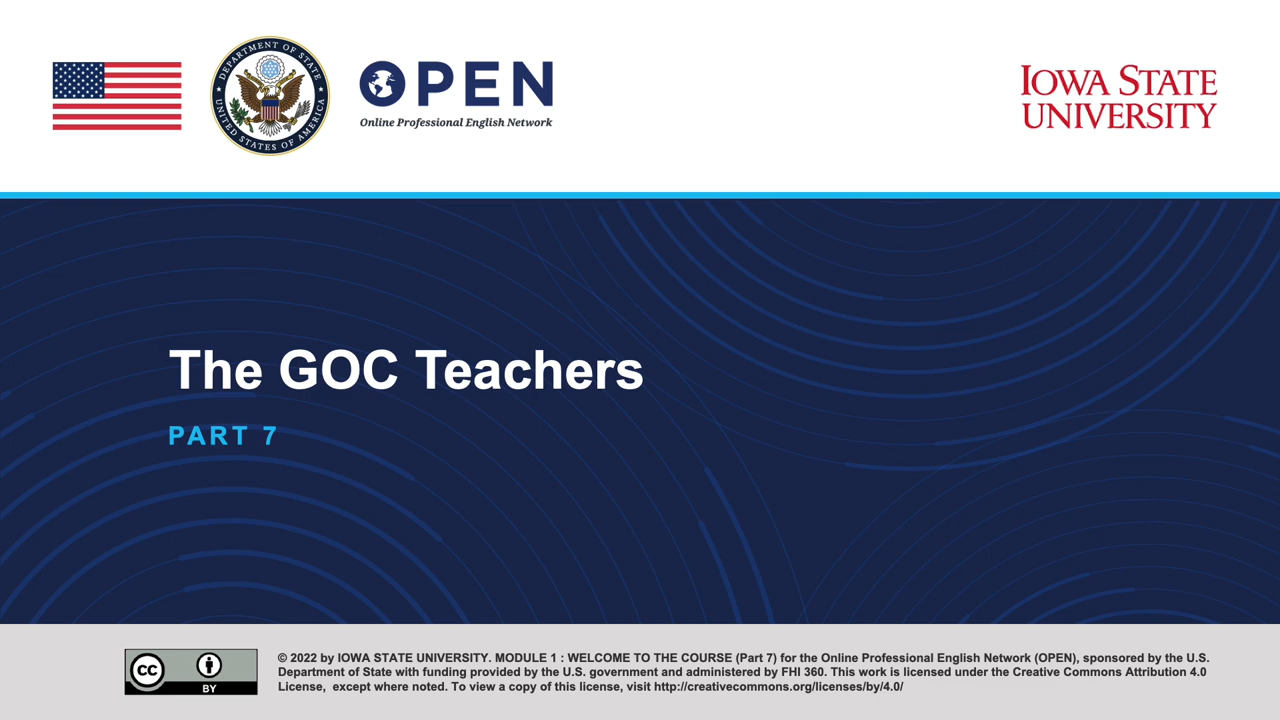 DEPARTMENT OF STATE
UNITED STATES OF AMERICA
OPEN
Online Professional English Network
IOWA STATE
UNIVERSITY
The GOC Teachers
PART 7
CC
BY
© 2022 by IOWA STATE UNIVERSITY. MODULE 1 : WELCOME TO THE COURSE (Part 7) for the Online Professional English Network (OPEN), sponsored by the U.S.
Department of State with funding provided by the U.S. government and administered by FHI 360. This work is licensed under the Creative Commons Attribution 4.0
License, except where noted. To view a copy of this license, visit http://creativecommons.org/licenses/by/4.0/